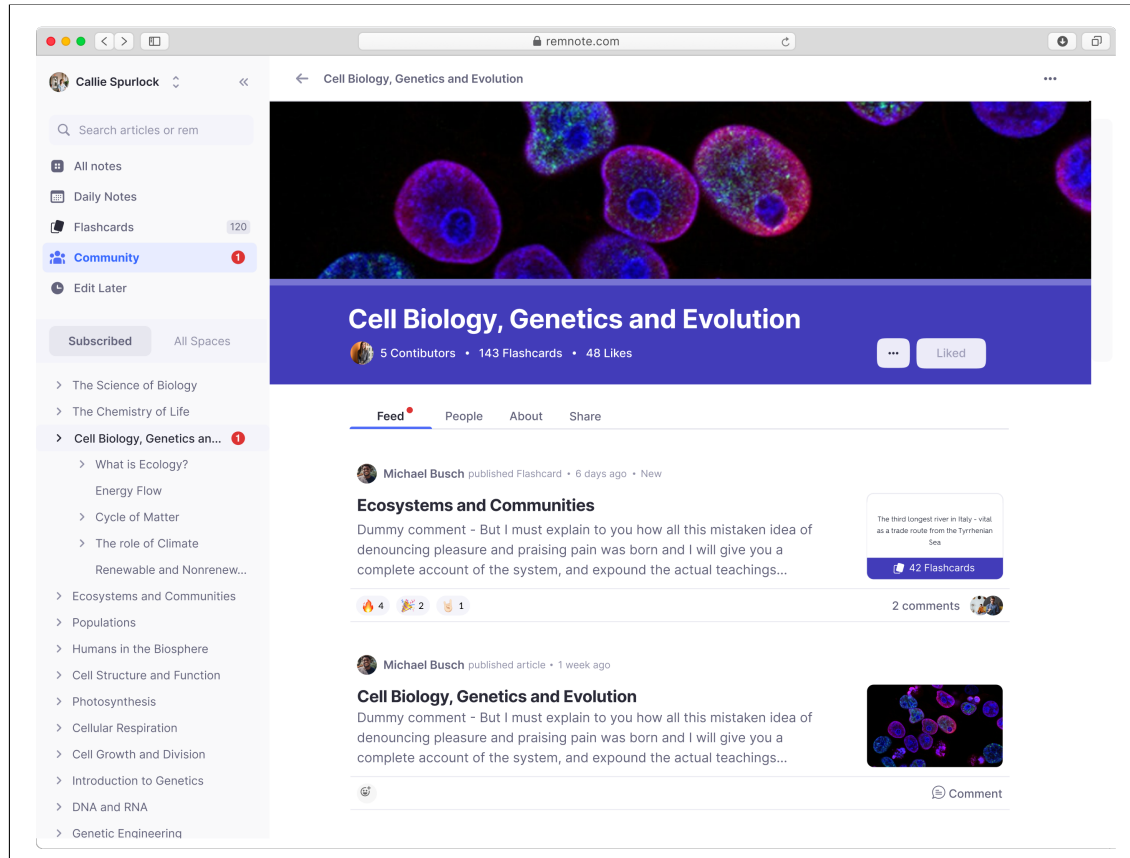 remnote.com
Callie Spurlock
Search articles or rem
All notes
Daily Notes
Flashcards 120
Community 1
Edit Later
Subscribed All Spaces
The Science of Biology
The Chemistry of Life
Cell Biology, Genetics an... 1
What is Ecology?
Energy Flow
Cycle of Matter
The role of Climate
Renewable and Nonrenew...
Ecosystems and Communities
Populations
Humans in the Biosphere
Cell Structure and Function
Photosynthesis
Cellular Respiration
Cell Growth and Division
Introduction to Genetics
DNA and RNA
Genetic Engineering
Cell Biology, Genetics and Evolution
Cell Biology, Genetics and Evolution
5 Contibutors • 143 Flashcards • 48 Likes
Liked
Feed People About Share
Michael Busch published Flashcard • 6 days ago • New
Ecosystems and Communities
Dummy comment - But I must explain to you how all this mistaken idea of
denouncing pleasure and praising pain was born and I will give you a
complete account of the system, and expound the actual teachings...
The third longest river in Italy - vital
as a trade route from the Tyrrhenian
Sea
42 Flashcards
4 2 1
2 comments
Michael Busch published article • 1 week ago
Cell Biology, Genetics and Evolution
Dummy comment - But I must explain to you how all this mistaken idea of
denouncing pleasure and praising pain was born and I will give you a
complete account of the system, and expound the actual teachings...
Comment